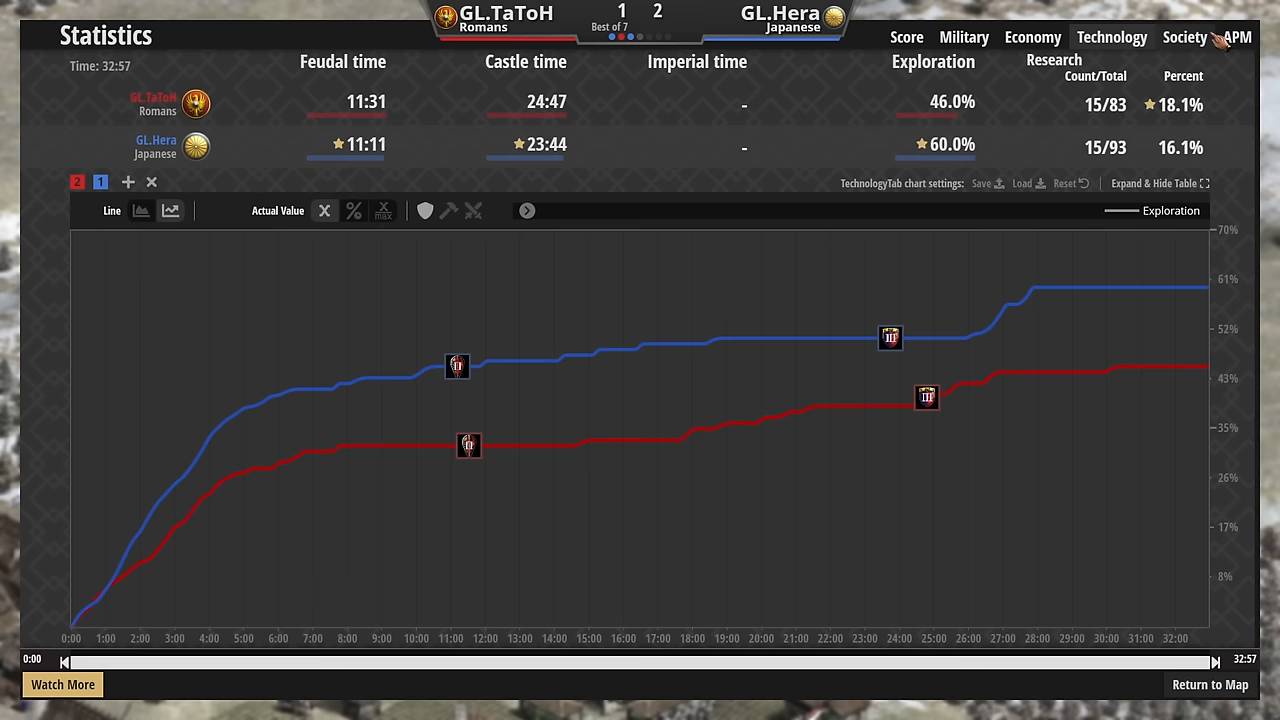 GL.TaToH 1 2 GL.Hera
Romans Best of 7 Japanese
Statistics
Score Military Economy Technology Society APM
Time: 32:57
Feudal time Castle time Imperial time Exploration Research
Count/Total Percent
GL.TaToH
Romans
11:31 24:47 - 46.0% 15/83 18.1%
GL.Hera
Japanese
11:11 23:44 - 60.0% 15/93 16.1%
2 1
TechnologyTab chart settings: Save Load Reset Expand & Hide Table
Line Actual Value X % X max Exploration
70%
61%
52%
43%
35%
26%
17%
8%
II III
II III
0:00 1:00 2:00 3:00 4:00 5:00 6:00 7:00 8:00 9:00 10:00 11:00 12:00 13:00 14:00 15:00 16:00 17:00 18:00 19:00 20:00 21:00 22:00 23:00 24:00 25:00 26:00 27:00 28:00 29:00 30:00 31:00 32:00
0:00 32:57
Watch More Return to Map